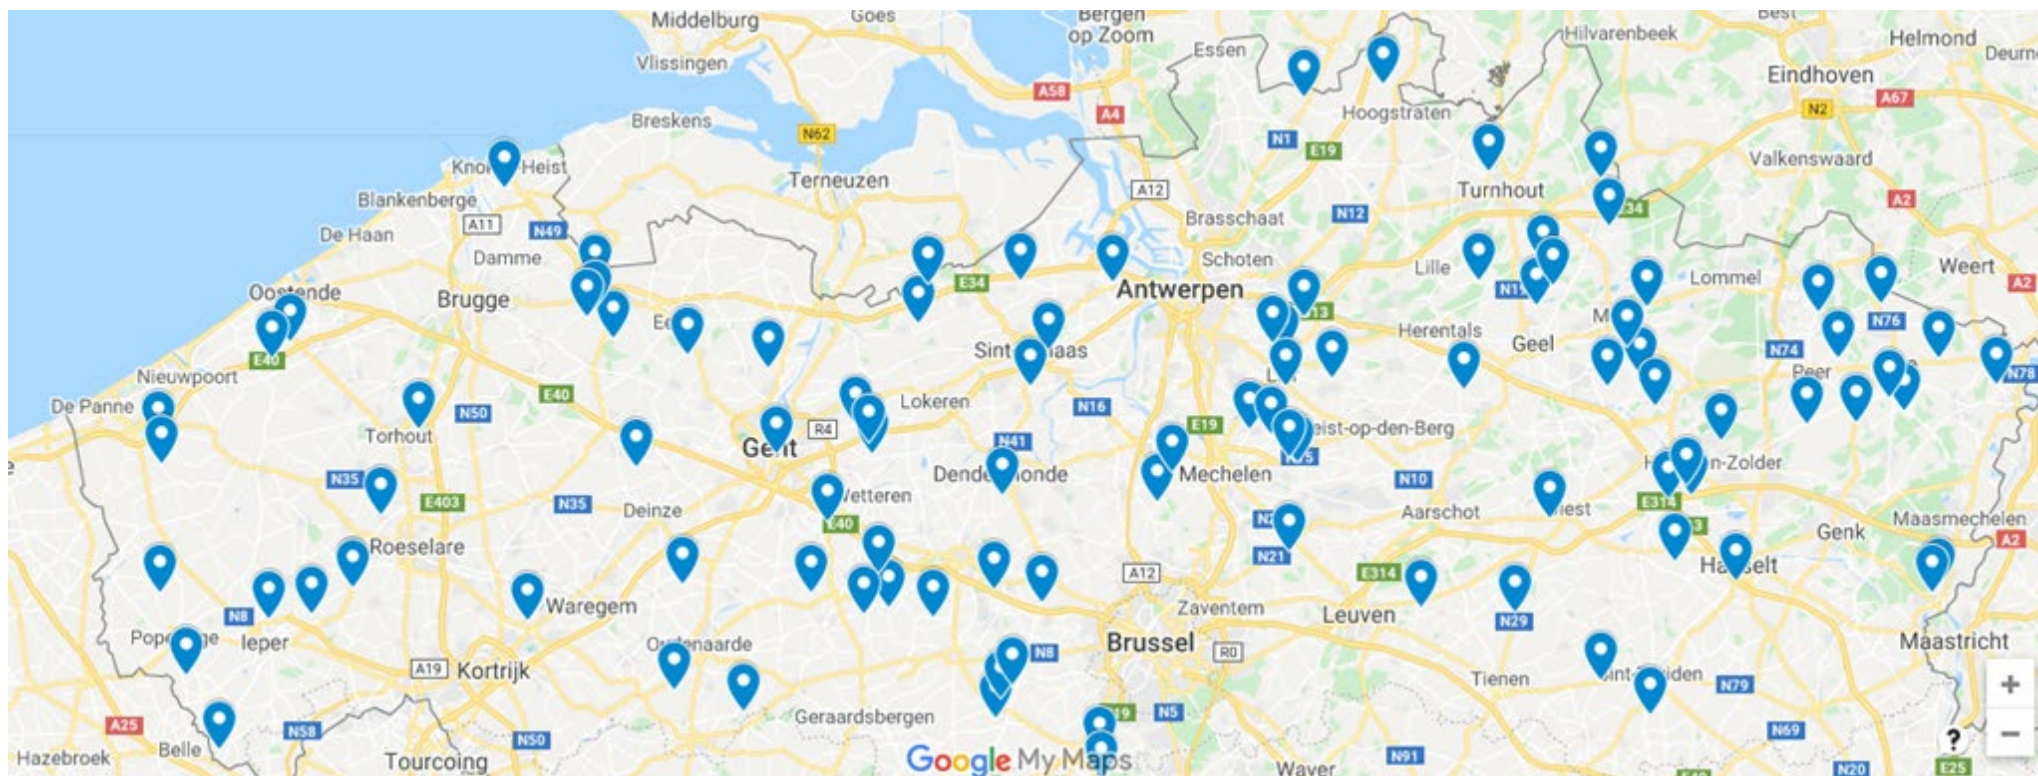 Middelburg
Goes
Bergen
op Zoom
Essen
Hilvarenbeek
Best
Helmond
Deurn
Vlissingen
Eindhoven
A58
A4
A67
N2
Hoogstraten
Breskens
N62
N1
E19
Valkenswaard
Heist
Terneuzen
A12
Turnhout
Blankenberge
A11
N49
Brasschaat
N12
E34
A2
De Haan
Damme
Schoten
Lille
Lommel
Weert
Oostende
Brugge
E34
Antwerpen
A2
N76
Herentals
Geel
N74
E40
Nieuwpoort
Peer
N78
De Panne
E40
N50
Lokeren
N16
Torhout
R4
E19
Gent
N41
Mechelen
N35
E403
N35
Deinze
Wetteren
E40
N10
Aarschot
E314
Genk
Maasmechelen
A2
Roeselare
N21
A12
E314
Hasselt
N8
Waregem
Zaventem
Leuven
N29
Ieper
Oudenaarde
Brussel
N8
R0
Maastricht
A19
Kortrijk
Tienen
N79
Geraardsbergen
N5
A25
N58
N50
N69
Belle
Hazebroek
Tourcoing
Google My Maps
Waver
N91
N20
E25
+
−
?